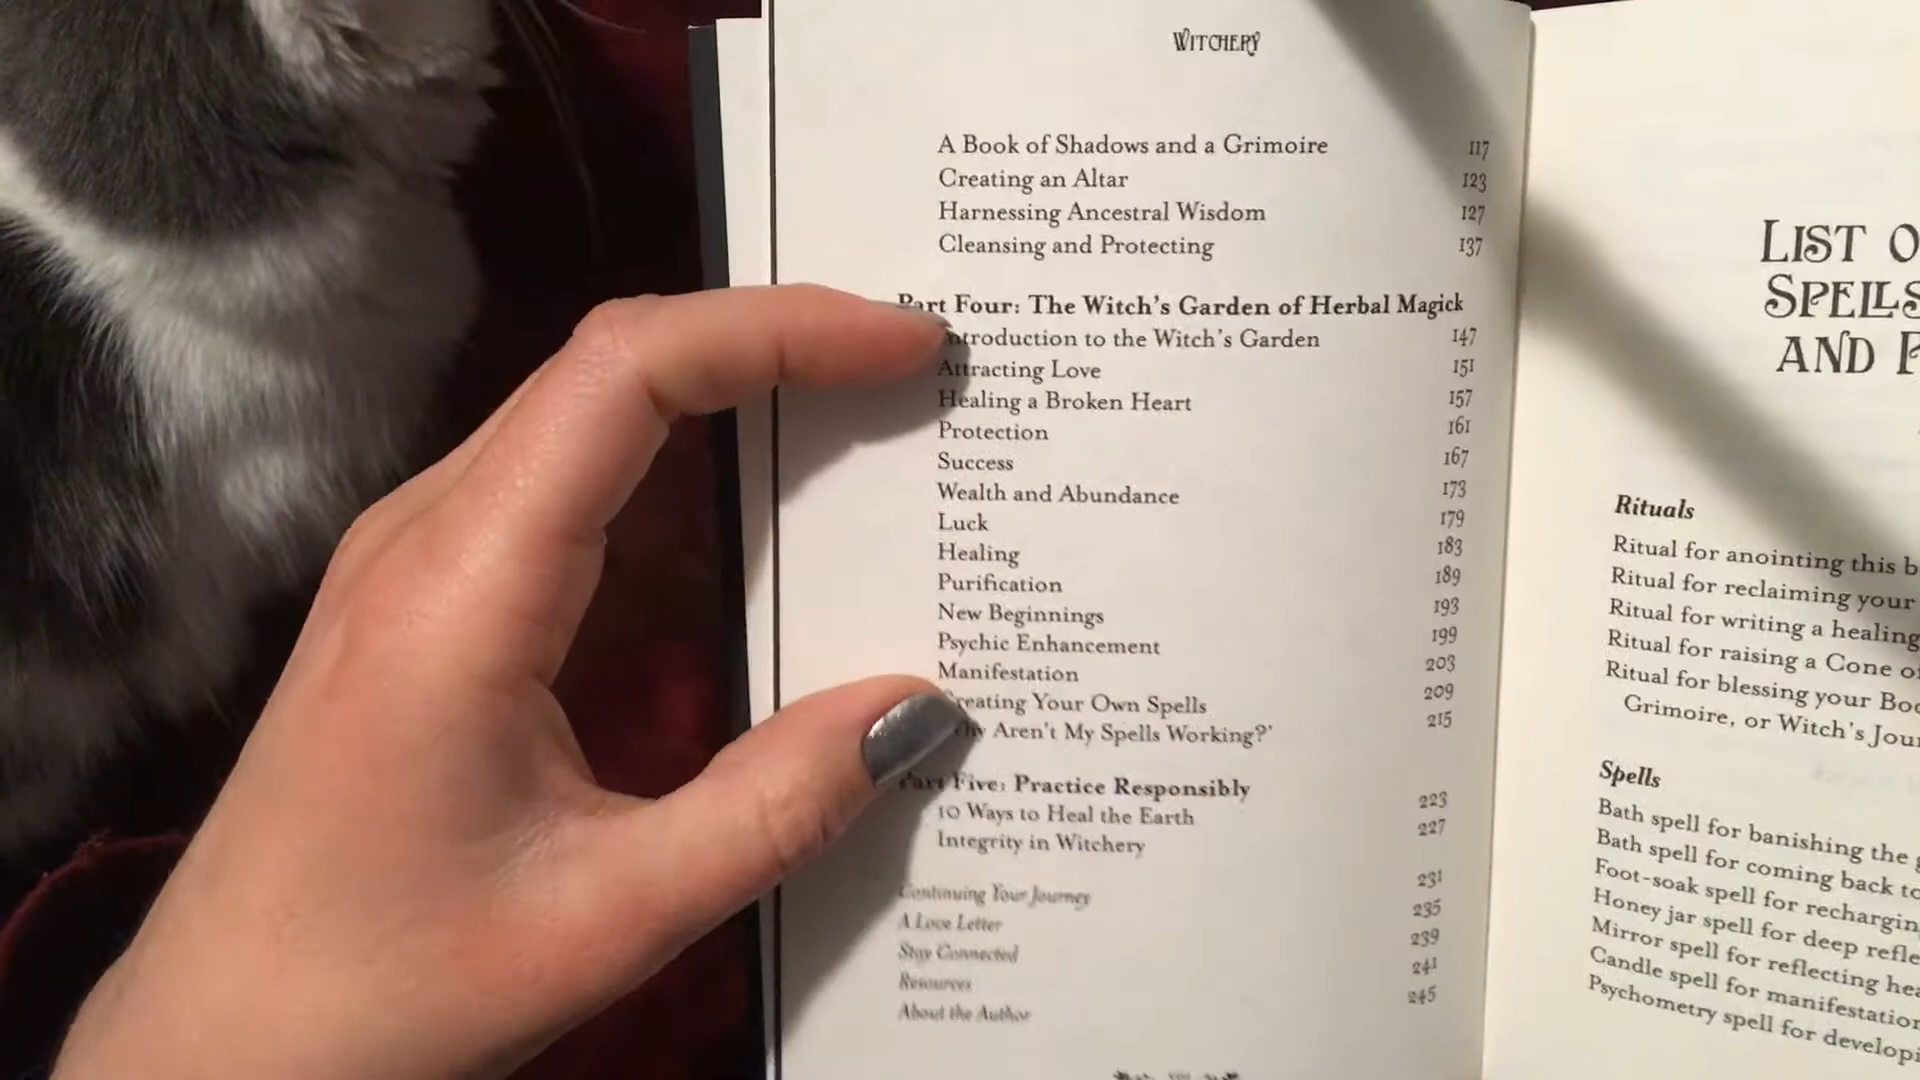 WITCHERY
A Book of Shadows and a Grimoire 117
Creating an Altar 123
Harnessing Ancestral Wisdom 127
Cleansing and Protecting 137
Part Four: The Witch's Garden of Herbal Magick
Introduction to the Witch's Garden 147
Attracting Love 151
Healing a Broken Heart 157
Protection 161
Success 167
Wealth and Abundance 173
Luck 179
Healing 183
Purification 189
New Beginnings 193
Psychic Enhancement 199
Manifestation 203
Creating Your Own Spells 209
Aren't My Spells Working?' 215
Part Five: Practice Responsibly
10 Ways to Heal the Earth 223
Integrity in Witchery 227
Continuing Your Journey 231
A Love Letter 235
Stay Connected 239
Resources 241
About the Author 245
LIST
SPELLS
AND
Rituals
Ritual for anointing this
Ritual for reclaiming your
Ritual for writing a healing
Ritual for raising a Cone
Ritual for blessing your
Grimoire, or Witch's
Spells
Bath spell for banishing the
Bath spell for coming back to
Foot-soak spell for
Honey jar spell for deep
Mirror spell for reflecting
Candle spell for manifestation
Psychometry spell for